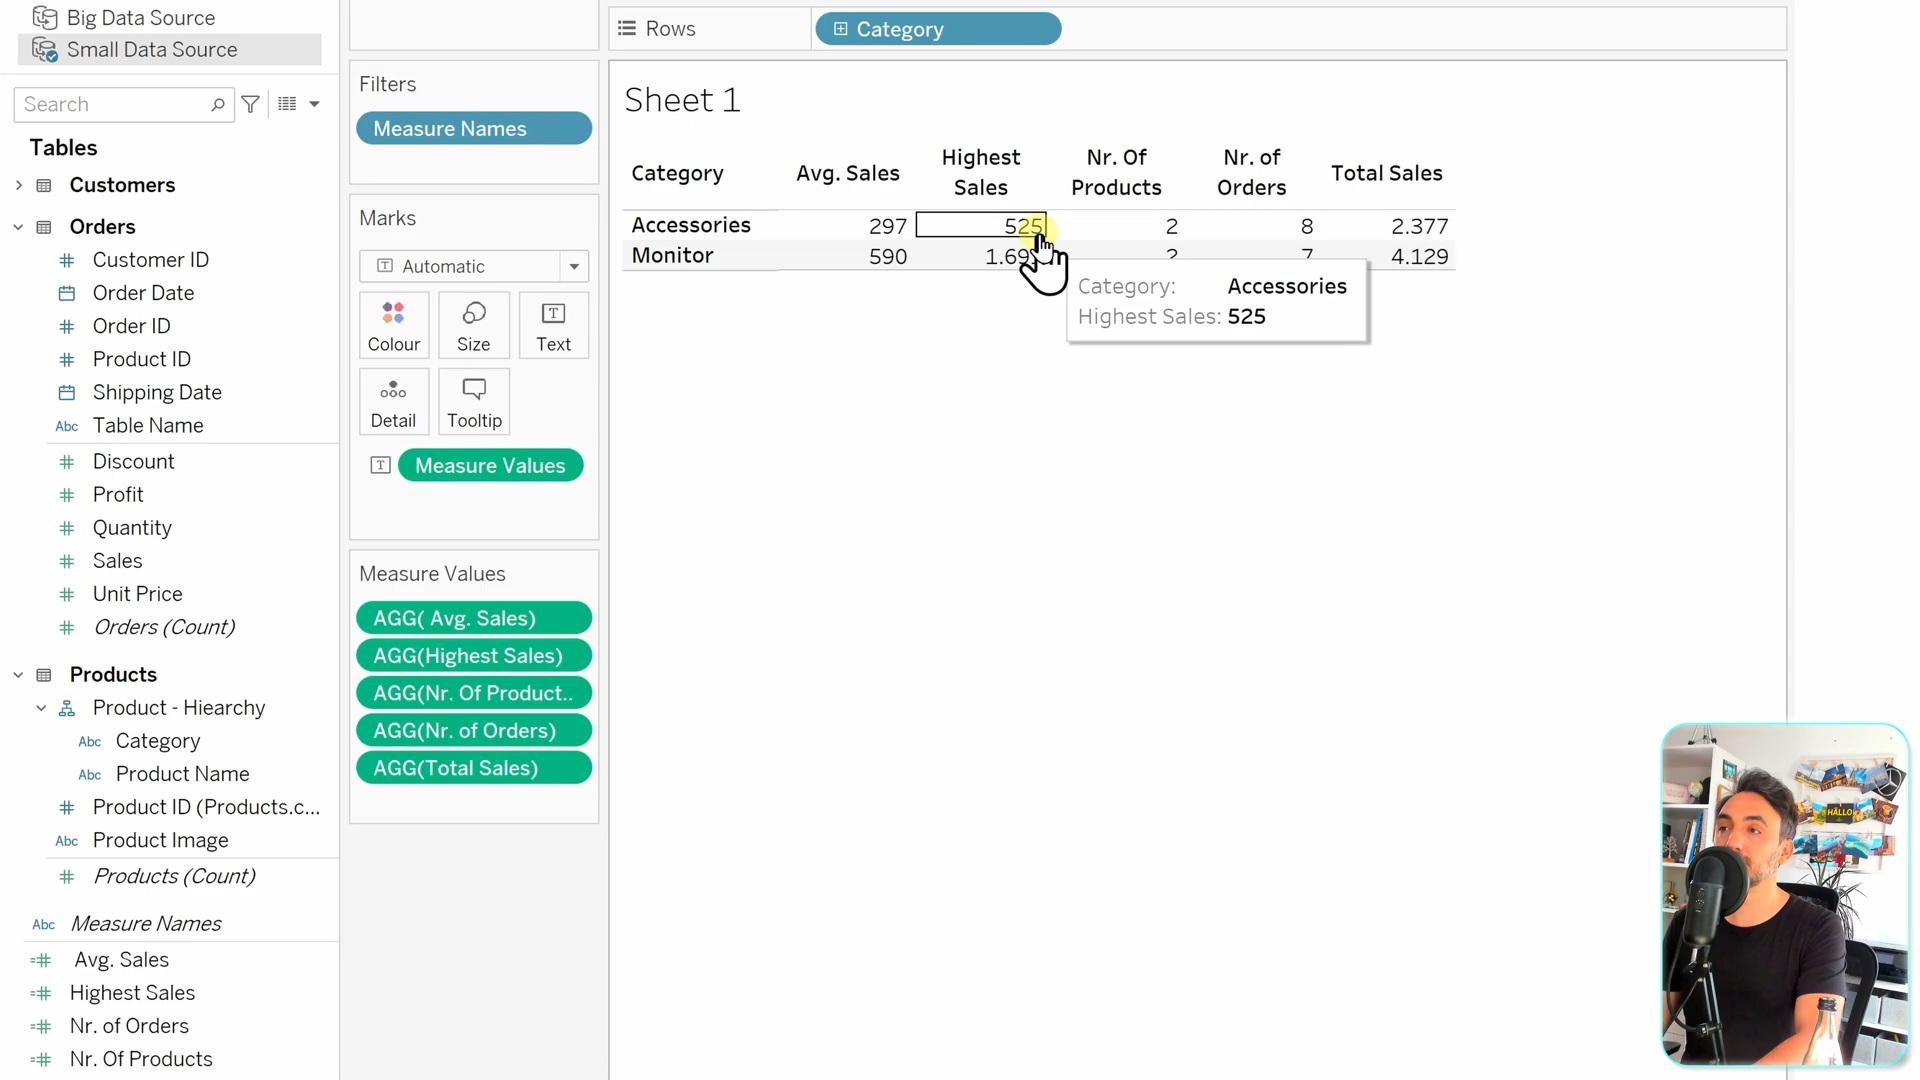 Big Data Source
Small Data Source
Search
Tables
Customers
Orders
Customer ID
Order Date
Order ID
Product ID
Shipping Date
Abc Table Name
Discount
Profit
Quantity
Sales
Unit Price
Orders (Count)
Products
Product - Hiearchy
Abc Category
Abc Product Name
Product ID (Products.c...
Abc Product Image
Products (Count)
Abc Measure Names
Avg. Sales
Highest Sales
Nr. of Orders
Nr. Of Products
Filters
Measure Names
Marks
Automatic
Colour Size Text
Detail Tooltip
Measure Values
Measure Values
AGG( Avg. Sales)
AGG(Highest Sales)
AGG(Nr. Of Product..
AGG(Nr. of Orders)
AGG(Total Sales)
Rows Category
Sheet 1
Category Avg. Sales Highest Sales Nr. Of Products Nr. of Orders Total Sales
Accessories 297 525 2 8 2.377
Monitor 590 4.129
Category: Accessories
Highest Sales: 525
HALLO